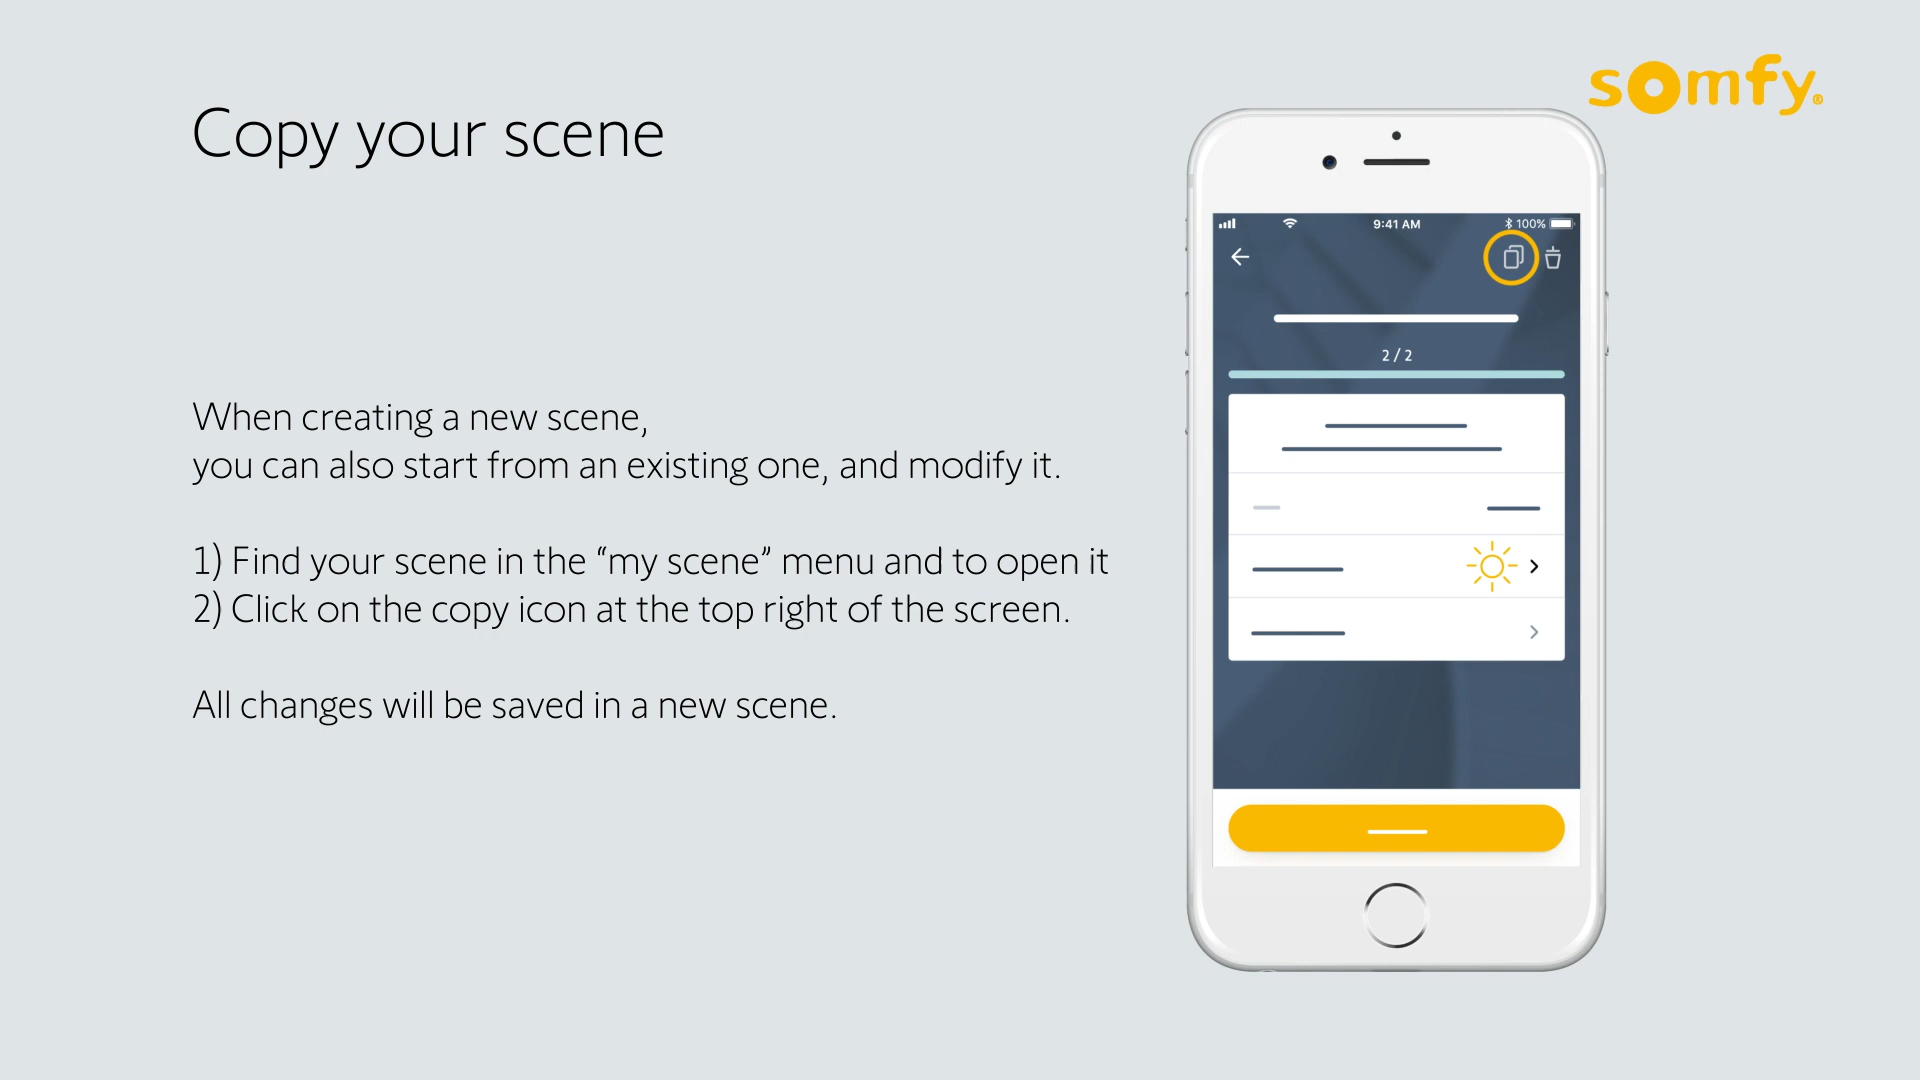 somfy®
Copy your scene
When creating a new scene,
you can also start from an existing one, and modify it.
1) Find your scene in the “my scene” menu and to open it
2) Click on the copy icon at the top right of the screen.
All changes will be saved in a new scene.
9:41 AM
100%
2 / 2